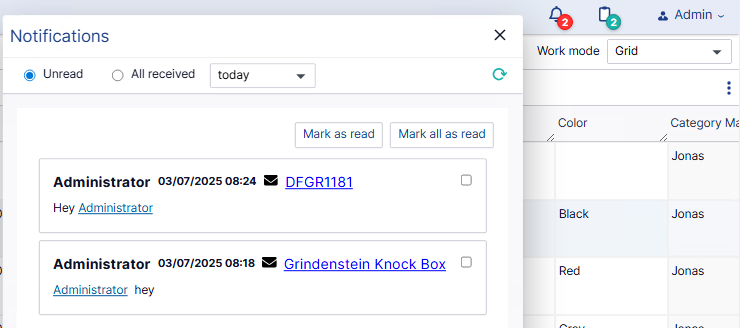 2
2
Admin
Notifications
Work mode
Grid
Unread
All received
today
Mark as read
Mark all as read
Color
Category Ma
Administrator 03/07/2025 08:24 DFGR1181
Hey Administrator
Jonas
Black
Jonas
Administrator 03/07/2025 08:18 Grindenstein Knock Box
Administrator hey
Red
Jonas